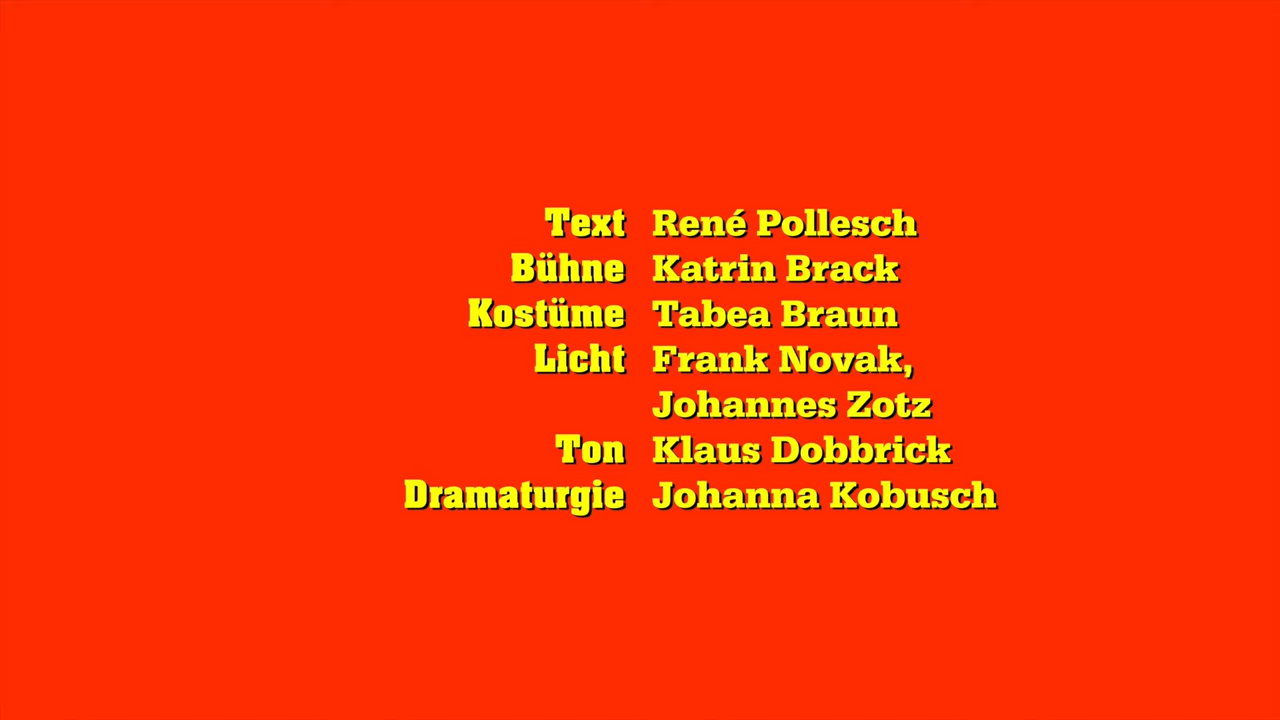 Text René Pollesch
Bühne Katrin Brack
Kostüme Tabea Braun
Licht Frank Novak,
Johannes Zotz
Ton Klaus Dobbrick
Dramaturgie Johanna Kobusch